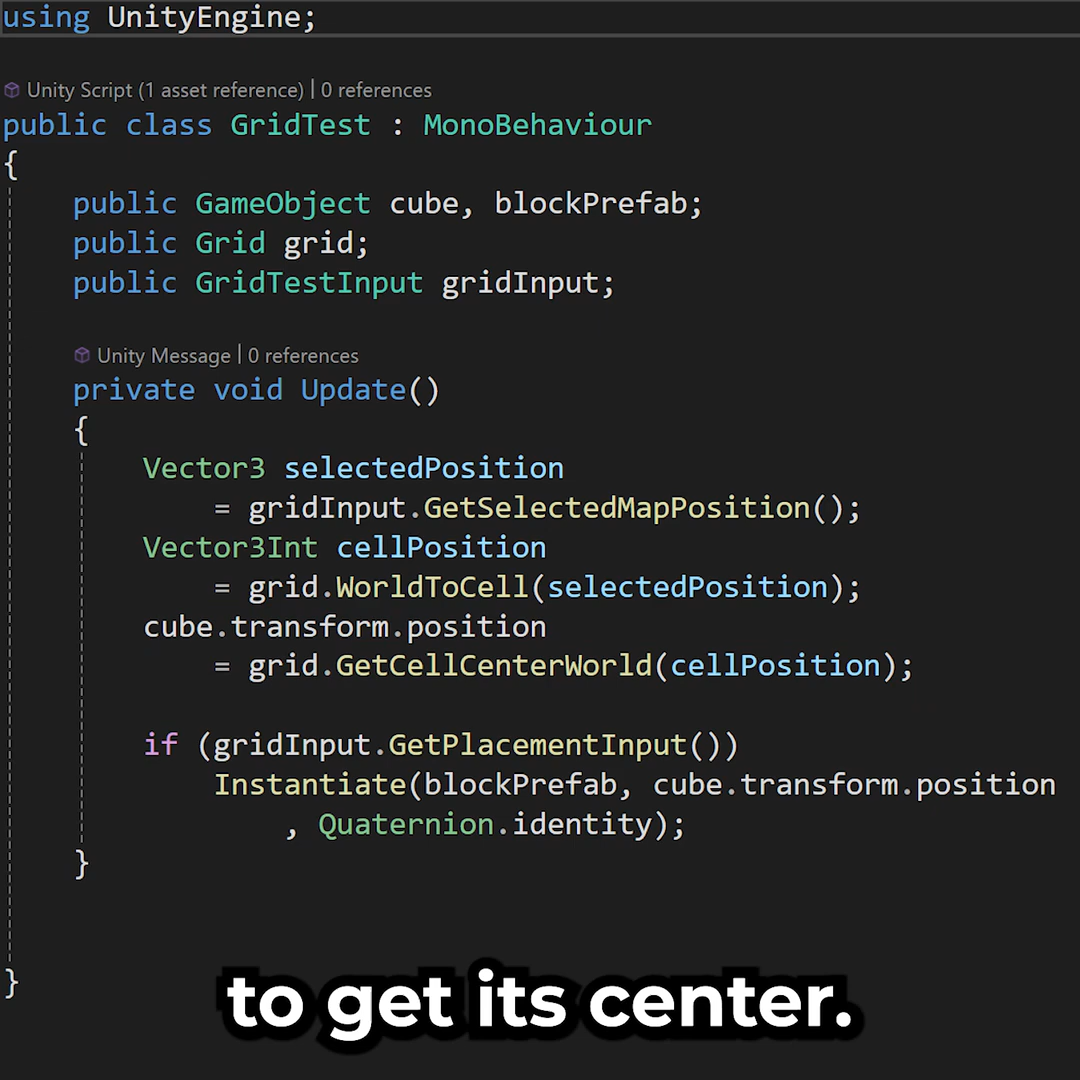 using UnityEngine;
Unity Script (1 asset reference) | 0 references
public class GridTest : MonoBehaviour
{
public GameObject cube, blockPrefab;
public Grid grid;
public GridTestInput gridInput;
Unity Message | 0 references
private void Update()
{
Vector3 selectedPosition
= gridInput.GetSelectedMapPosition();
Vector3Int cellPosition
= grid.WorldToCell(selectedPosition);
cube.transform.position
= grid.GetCellCenterWorld(cellPosition);
if (gridInput.GetPlacementInput())
Instantiate(blockPrefab, cube.transform.position
, Quaternion.identity);
}
}
to get its center.